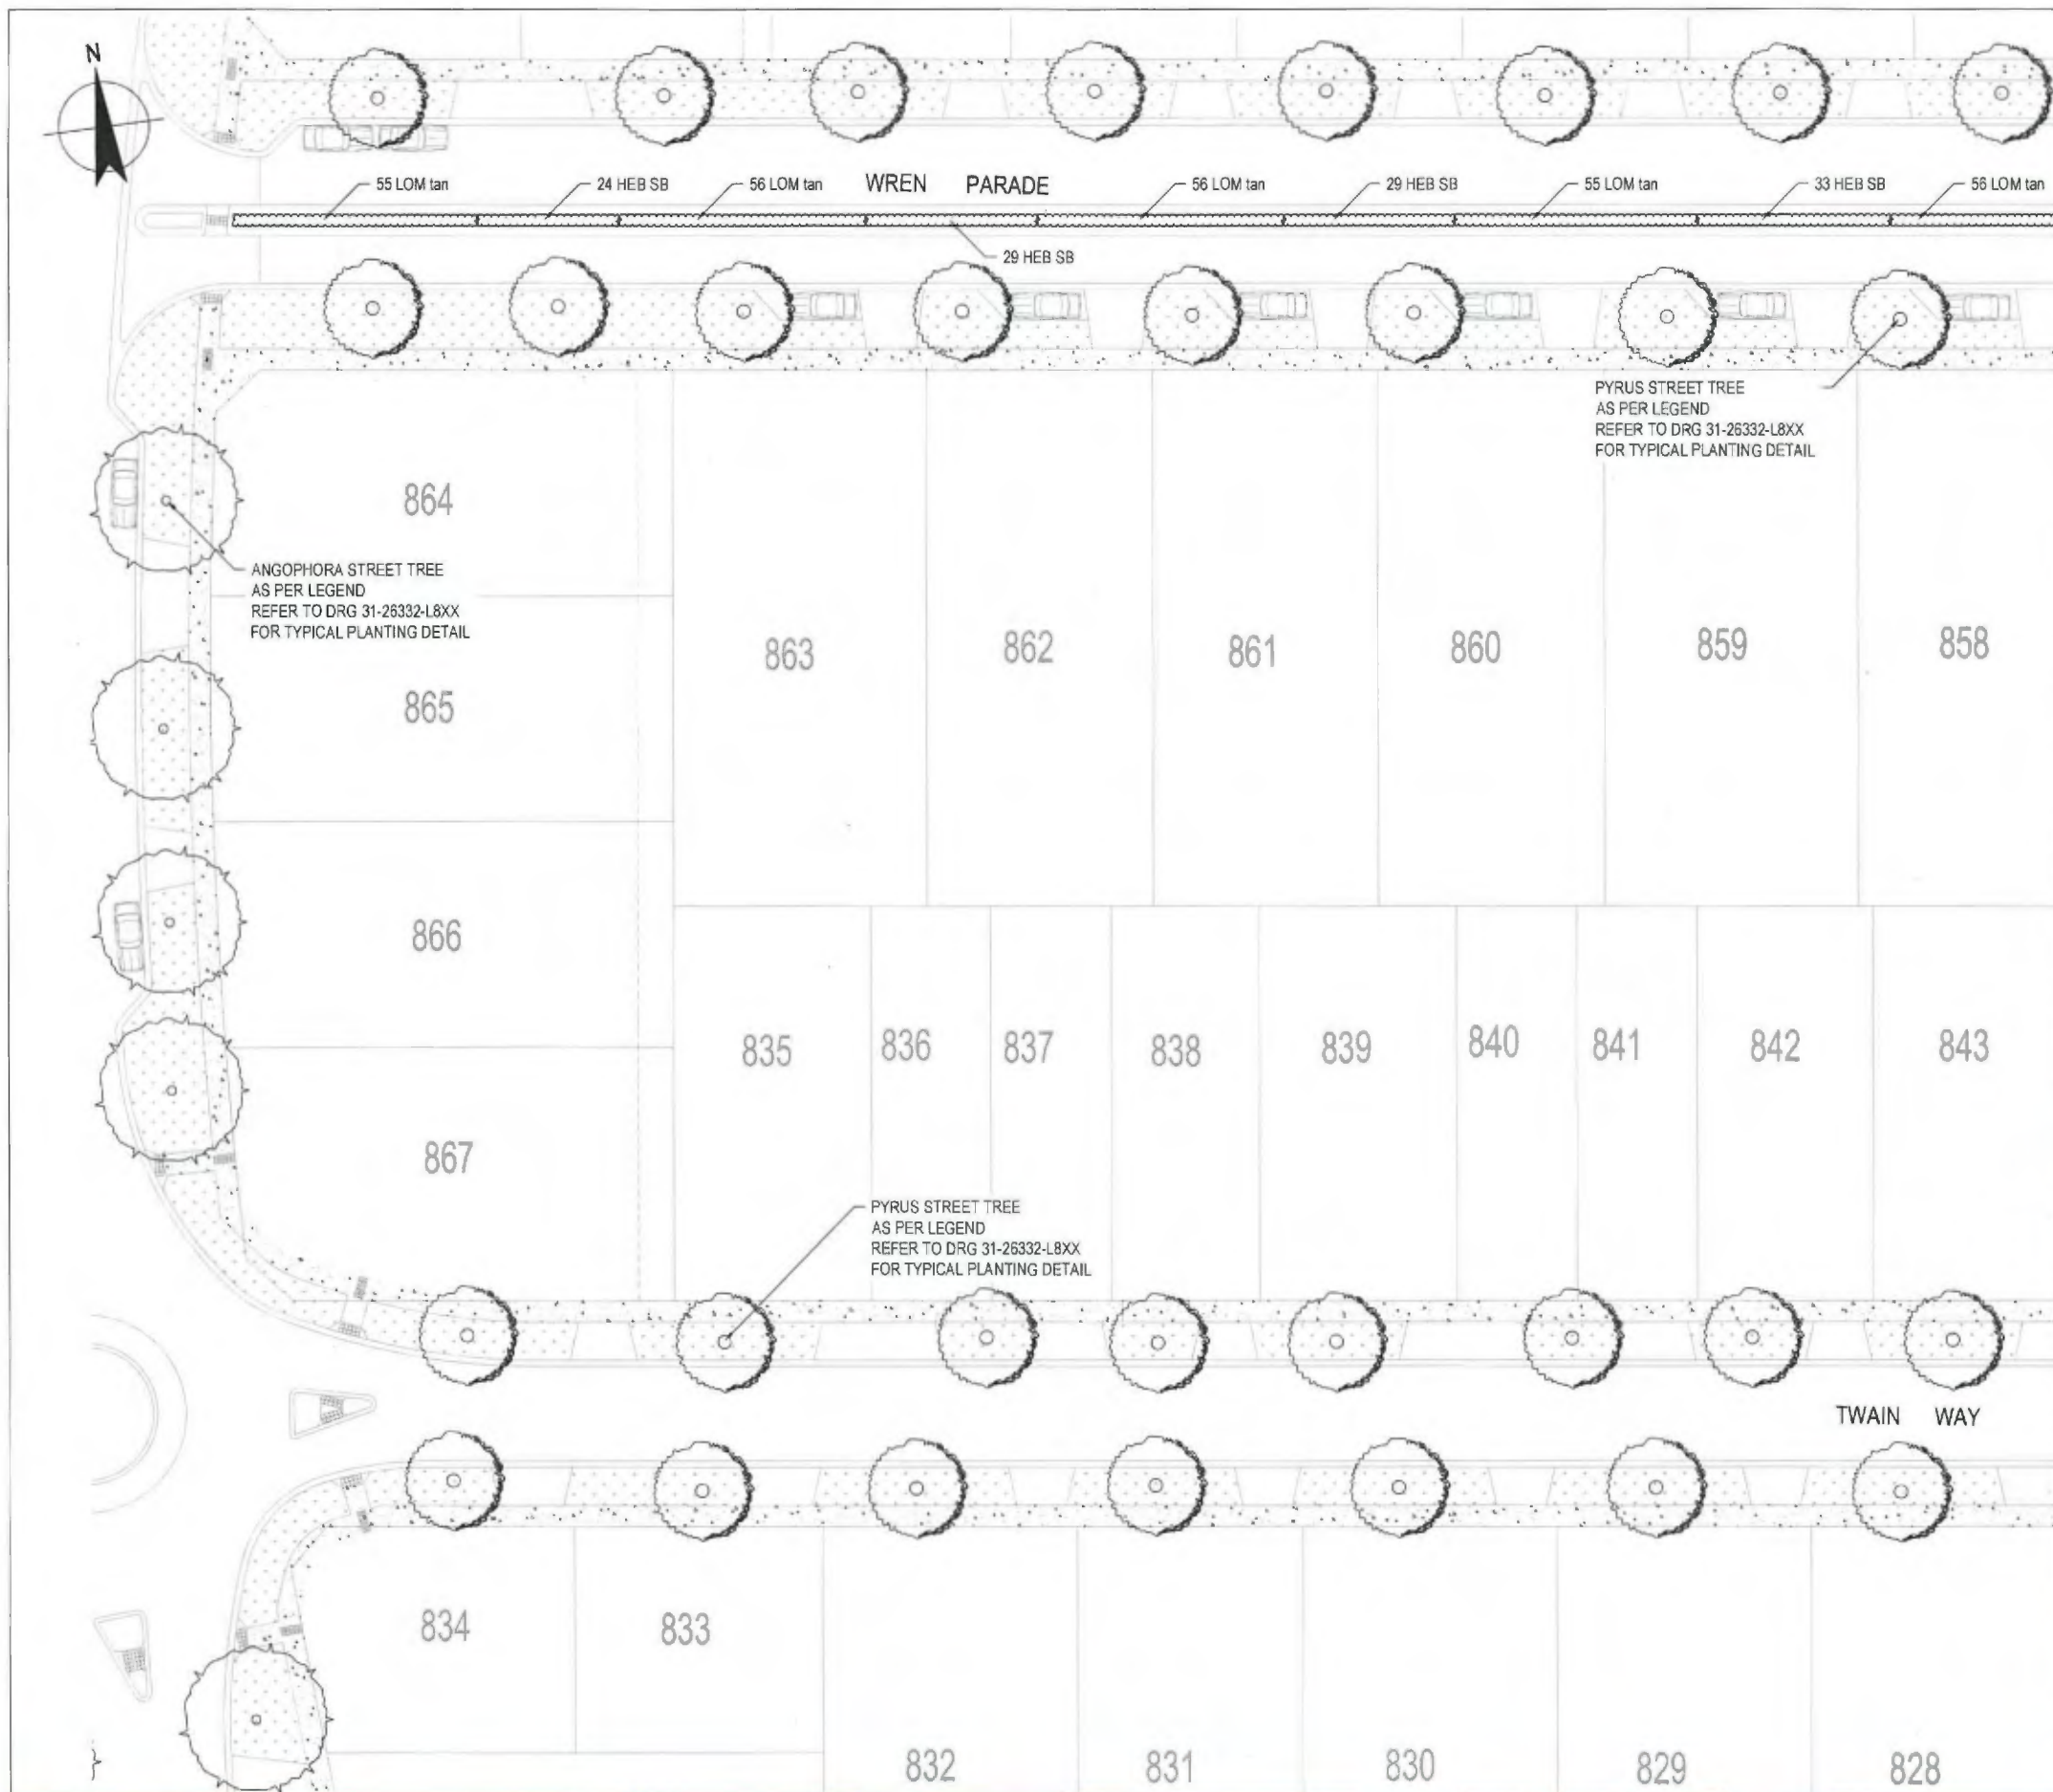 N
55 LOM tan
24 HEB SB
56 LOM tan
WREN PARADE
56 LOM tan
29 HEB SB
55 LOM tan
33 HEB SB
56 LOM tan
29 HEB SB
PYRUS STREET TREE
AS PER LEGEND
REFER TO DRG 31-26332-L8XX
FOR TYPICAL PLANTING DETAIL
864
ANGOPHORA STREET TREE
AS PER LEGEND
REFER TO DRG 31-26332-L8XX
FOR TYPICAL PLANTING DETAIL
863
862
861
860
859
858
865
866
835
836
837
838
839
840
841
842
843
867
PYRUS STREET TREE
AS PER LEGEND
REFER TO DRG 31-26332-L8XX
FOR TYPICAL PLANTING DETAIL
TWAIN WAY
834
833
832
831
830
829
828